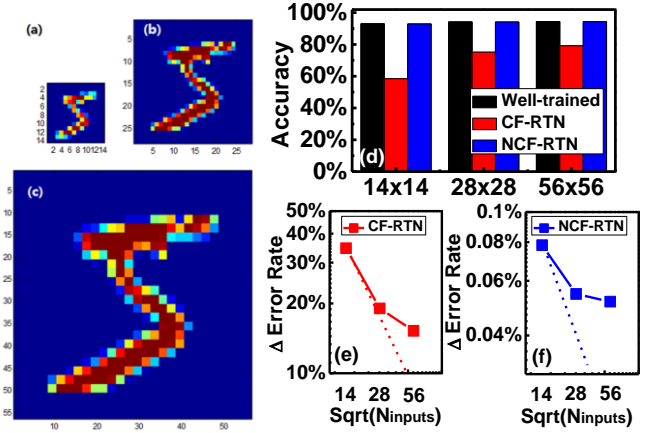 (a)
2
4
6
8
10
12
14
2 4 6 8 101214
(b)
5
10
15
20
25
5 10 15 20 25
(c)
5
10
15
20
25
30
35
40
45
50
55
10 20 30 40 50
Accuracy
100%
80%
60%
40%
20%
0%
(d)
Well-trained
CF-RTN
NCF-RTN
14x14 28x28 56x56
Δ Error Rate
50%
40%
30%
20%
10%
CF-RTN
(e)
14 28 56
Sqrt(Ninputs)
Δ Error Rate
0.1%
0.08%
0.06%
0.04%
NCF-RTN
(f)
14 28 56
Sqrt(Ninputs)